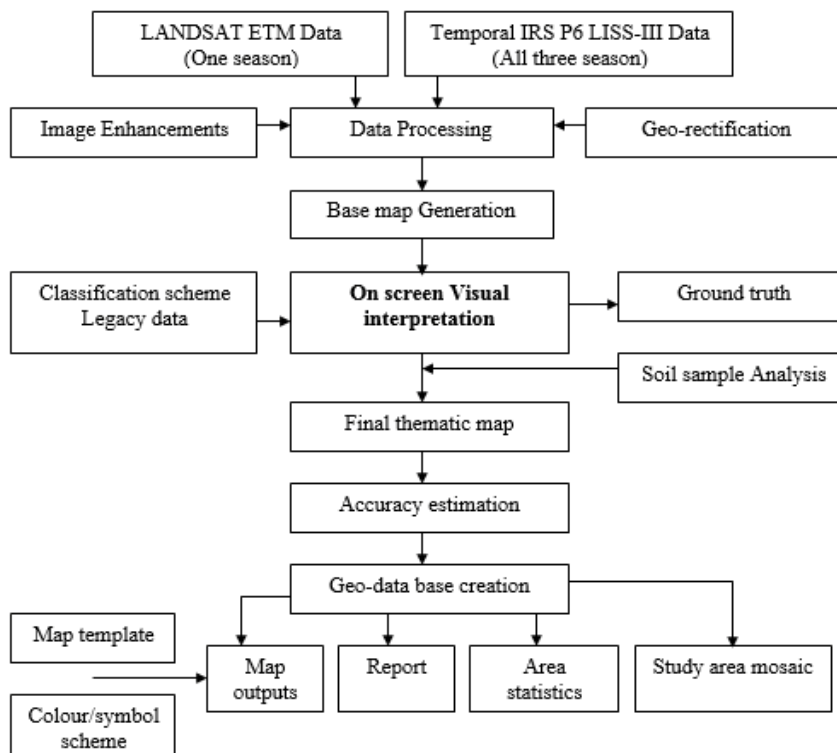 LANDSAT ETM Data
(One season)
Temporal IRS P6 LISS-III Data
(All three season)
Image Enhancements
Data Processing
Geo-rectification
Base map Generation
Classification scheme
Legacy data
On screen Visual
interpretation
Ground truth
Soil sample Analysis
Final thematic map
Accuracy estimation
Geo-data base creation
Map template
Map
outputs
Report
Area
statistics
Study area mosaic
Colour/symbol
scheme